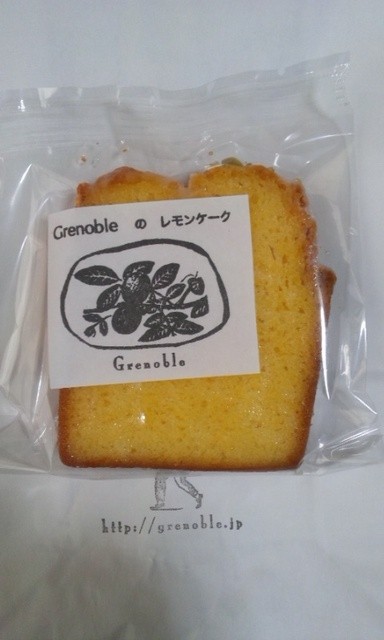 Grenoble の レモンケーク
Grenoble
http://grenoble.jp